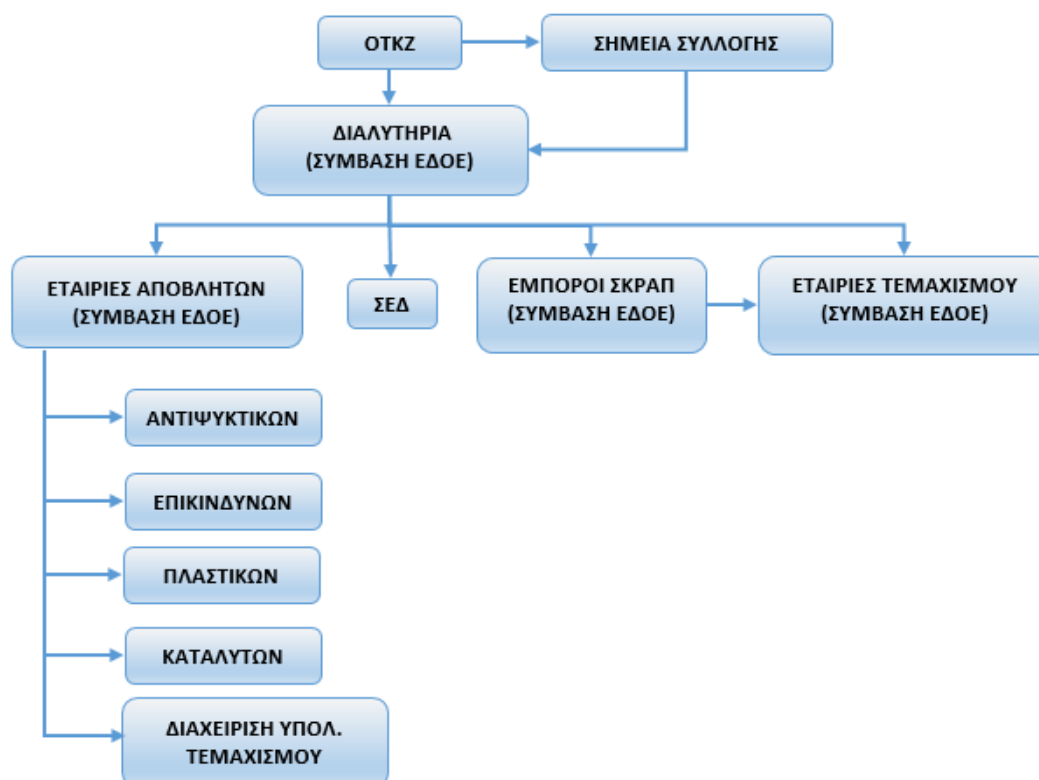 ΟΤΚΖ
ΣΗΜΕΙΑ ΣΥΛΛΟΓΗΣ
ΔΙΑΛΥΤΗΡΙΑ
(ΣΥΜΒΑΣΗ ΕΔΟΕ)
ΕΤΑΙΡΙΕΣ ΑΠΟΒΛΗΤΩΝ
(ΣΥΜΒΑΣΗ ΕΔΟΕ)
ΣΕΔ
ΕΜΠΟΡΟΙ ΣΚΡΑΠ
(ΣΥΜΒΑΣΗ ΕΔΟΕ)
ΕΤΑΙΡΙΕΣ ΤΕΜΑΧΙΣΜΟΥ
(ΣΥΜΒΑΣΗ ΕΔΟΕ)
ΑΝΤΙΨΥΚΤΙΚΩΝ
ΕΠΙΚΙΝΔΥΝΩΝ
ΠΛΑΣΤΙΚΩΝ
ΚΑΤΑΛΥΤΩΝ
ΔΙΑΧΕΙΡΙΣΗ ΥΠΟΛ.
ΤΕΜΑΧΙΣΜΟΥ